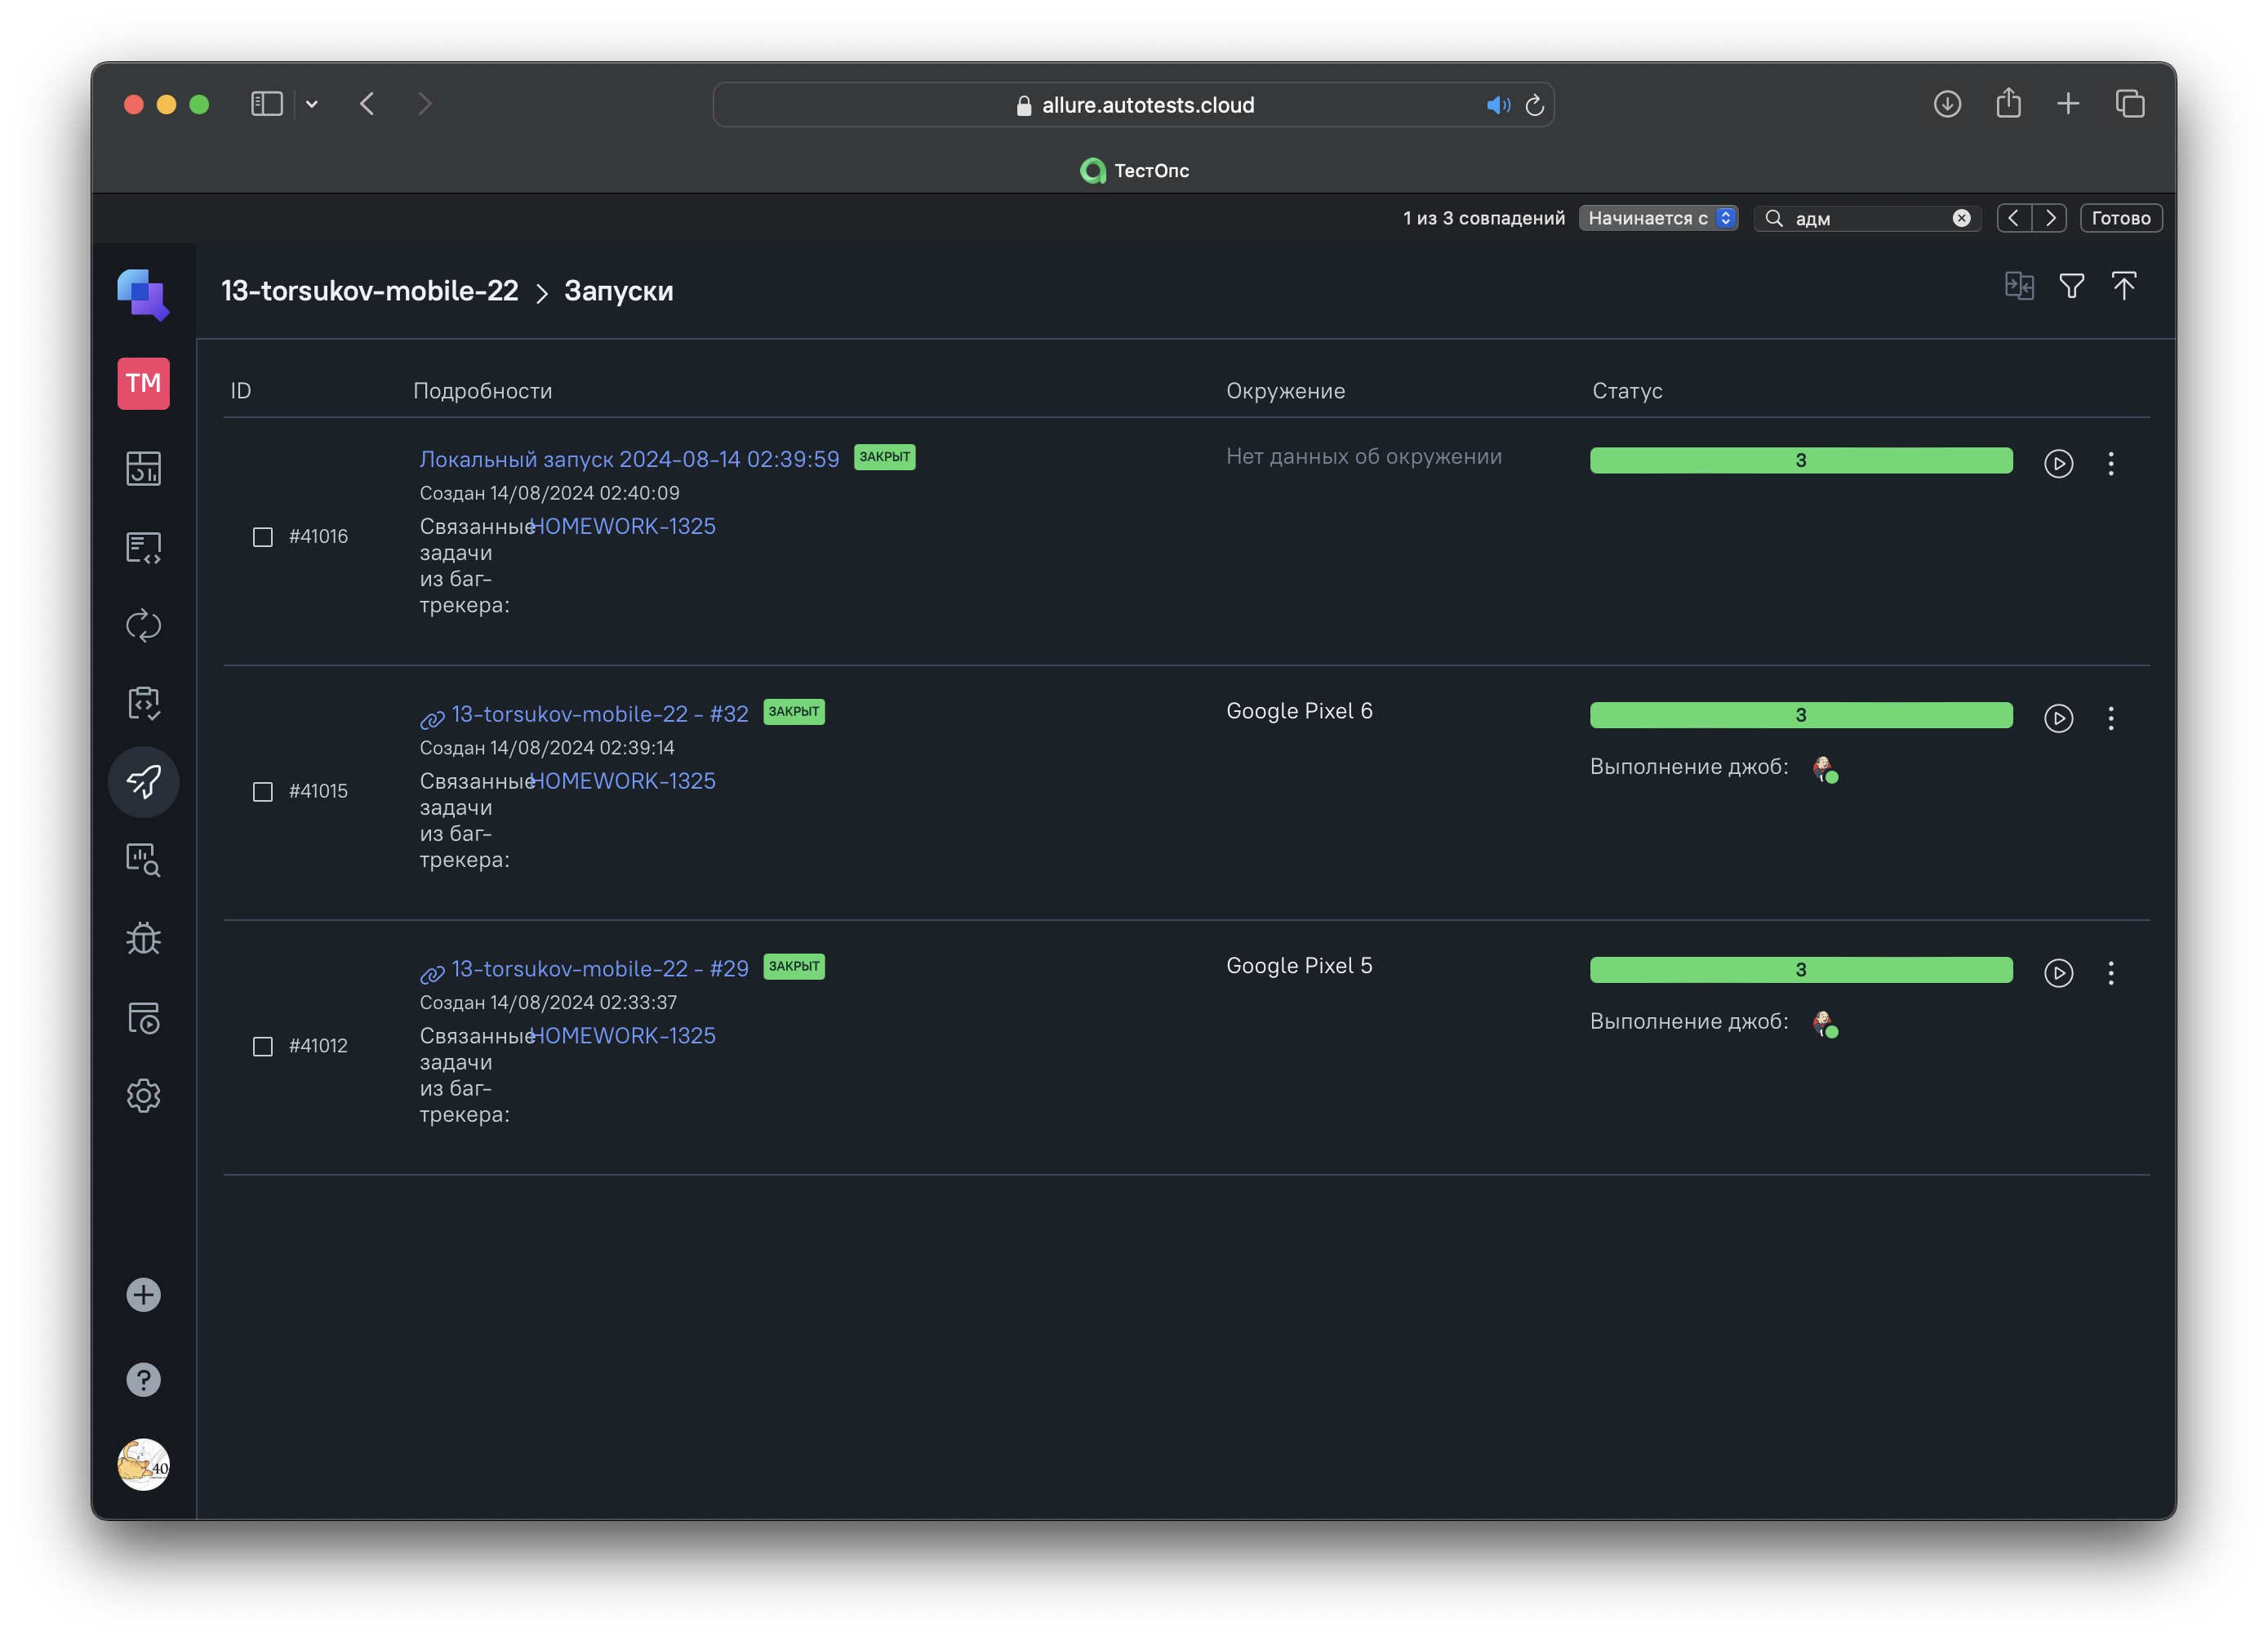 allure.autotests.cloud
ТестОпс
1 из 3 совпадений Начинается с адм Готово
13-torsukov-mobile-22 > Запуски
TM
ID Подробности Окружение Статус
Локальный запуск 2024-08-14 02:39:59 ЗАКРЫТ Нет данных об окружении 3
Создан 14/08/2024 02:40:09
#41016
Связанные HOMEWORK-1325
задачи
из баг-
трекера:
13-torsukov-mobile-22 - #32 ЗАКРЫТ Google Pixel 6 3
Создан 14/08/2024 02:39:14
Выполнение джоб:
#41015
Связанные HOMEWORK-1325
задачи
из баг-
трекера:
13-torsukov-mobile-22 - #29 ЗАКРЫТ Google Pixel 5 3
Создан 14/08/2024 02:33:37
Выполнение джоб:
#41012
Связанные HOMEWORK-1325
задачи
из баг-
трекера:
40